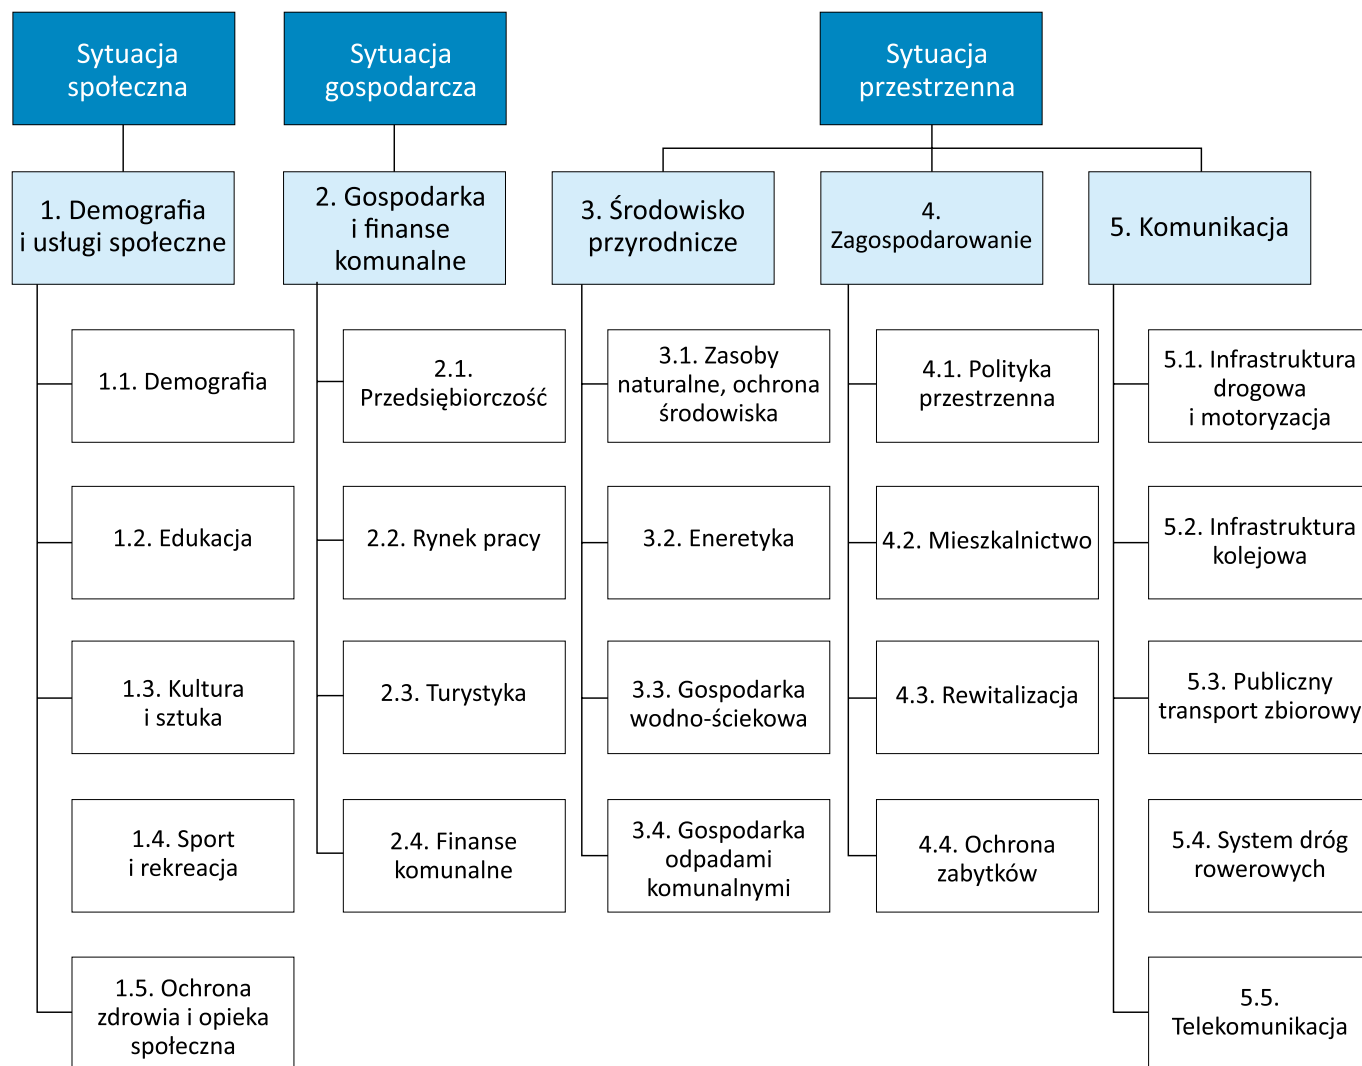 Sytuacja
społeczna
Sytuacja
gospodarcza
Sytuacja
przestrzenna
1. Demografia
i usługi społeczne
2. Gospodarka
i finanse
komunalne
3. Środowisko
przyrodnicze
4.
Zagospodarowanie
5. Komunikacja
1.1. Demografia
1.2. Edukacja
1.3. Kultura
i sztuka
1.4. Sport
i rekreacja
1.5. Ochrona
zdrowia i opieka
społeczna
2.1.
Przedsiębiorczość
2.2. Rynek pracy
2.3. Turystyka
2.4. Finanse
komunalne
3.1. Zasoby
naturalne, ochrona
środowiska
3.2. Eneretyka
3.3. Gospodarka
wodno-ściekowa
3.4. Gospodarka
odpadami
komunalnymi
4.1. Polityka
przestrzenna
4.2. Mieszkalnictwo
4.3. Rewitalizacja
4.4. Ochrona
zabytków
5.1. Infrastruktura
drogowa
i motoryzacja
5.2. Infrastruktura
kolejowa
5.3. Publiczny
transport zbiorowy
5.4. System dróg
rowerowych
5.5.
Telekomunikacja